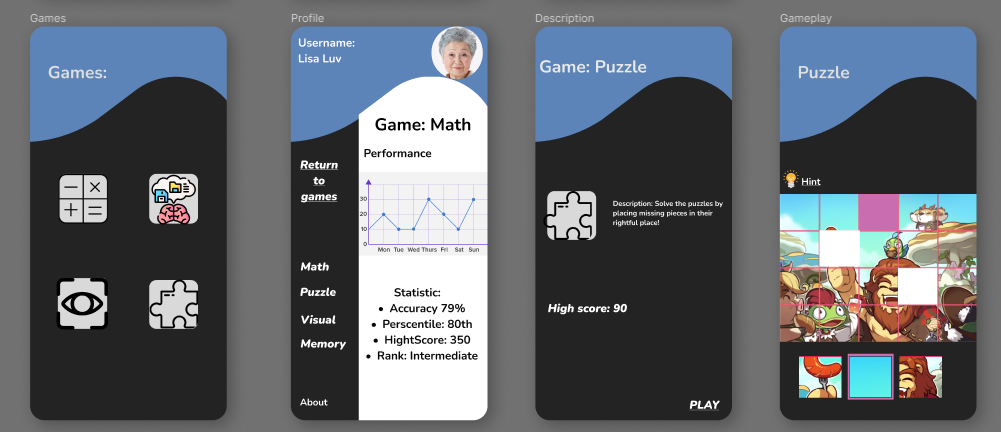 Games
Games:
Profile
Username:
Lisa Luv
Game: Math
Performance
Return
to
games
30
20
10
0
Mon Tue Wed Thurs Fri Sat Sun
Math
Puzzle
Visual
Memory
Statistic:
• Accuracy 79%
• Perscentile: 80th
• HightScore: 350
• Rank: Intermediate
About
Description
Game: Puzzle
Description: Solve the puzzles by
placing missing pieces in their
rightful place!
High score: 90
PLAY
Gameplay
Puzzle
Hint